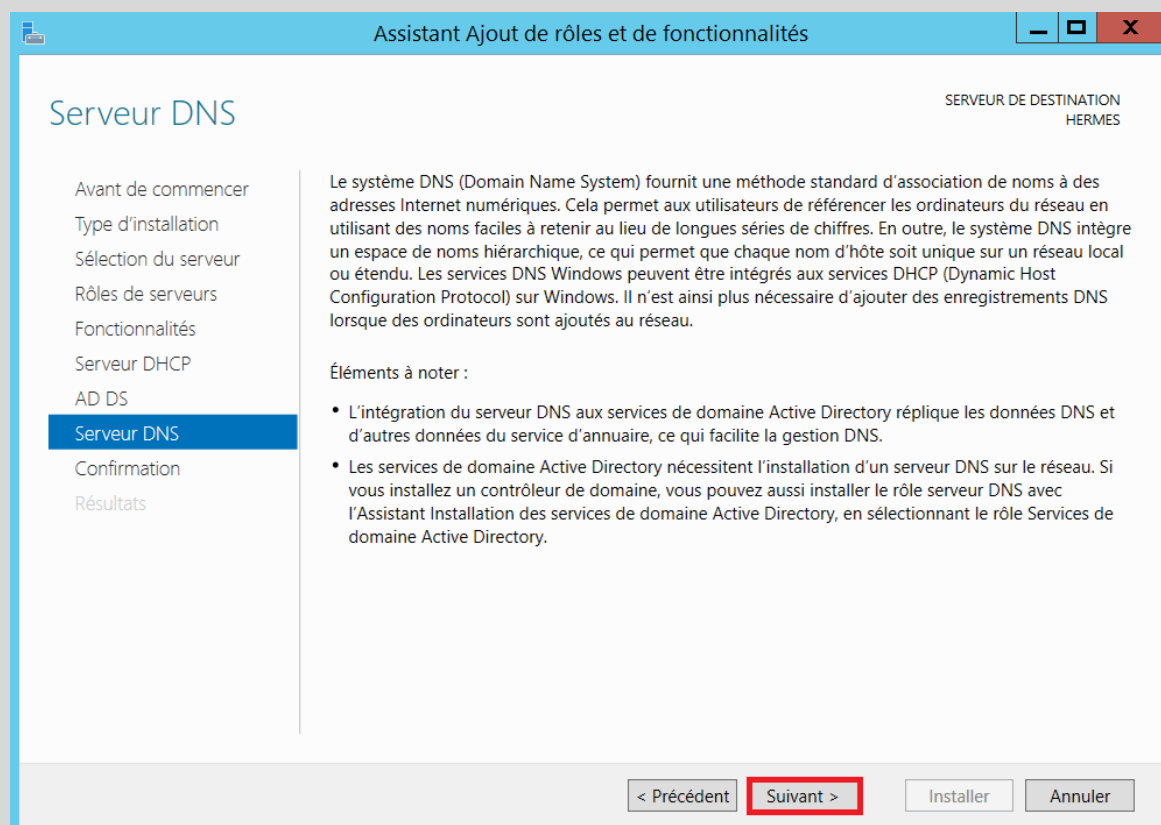 Assistant Ajout de rôles et de fonctionnalités
X
Serveur DNS
SERVEUR DE DESTINATION
HERMES
Avant de commencer
Type d'installation
Sélection du serveur
Rôles de serveurs
Fonctionnalités
Serveur DHCP
AD DS
Serveur DNS
Confirmation
Résultats
Le système DNS (Domain Name System) fournit une méthode standard d'association de noms à des
adresses Internet numériques. Cela permet aux utilisateurs de référencer les ordinateurs du réseau en
utilisant des noms faciles à retenir au lieu de longues séries de chiffres. En outre, le système DNS intègre
un espace de noms hiérarchique, ce qui permet que chaque nom d'hôte soit unique sur un réseau local
ou étendu. Les services DNS Windows peuvent être intégrés aux services DHCP (Dynamic Host
Configuration Protocol) sur Windows. Il n'est ainsi plus nécessaire d'ajouter des enregistrements DNS
lorsque des ordinateurs sont ajoutés au réseau.
Éléments à noter :
• L'intégration du serveur DNS aux services de domaine Active Directory réplique les données DNS et
d'autres données du service d'annuaire, ce qui facilite la gestion DNS.
• Les services de domaine Active Directory nécessitent l'installation d'un serveur DNS sur le réseau. Si
vous installez un contrôleur de domaine, vous pouvez aussi installer le rôle serveur DNS avec
l'Assistant Installation des services de domaine Active Directory, en sélectionnant le rôle Services de
domaine Active Directory.
< Précédent
Suivant >
Installer
Annuler